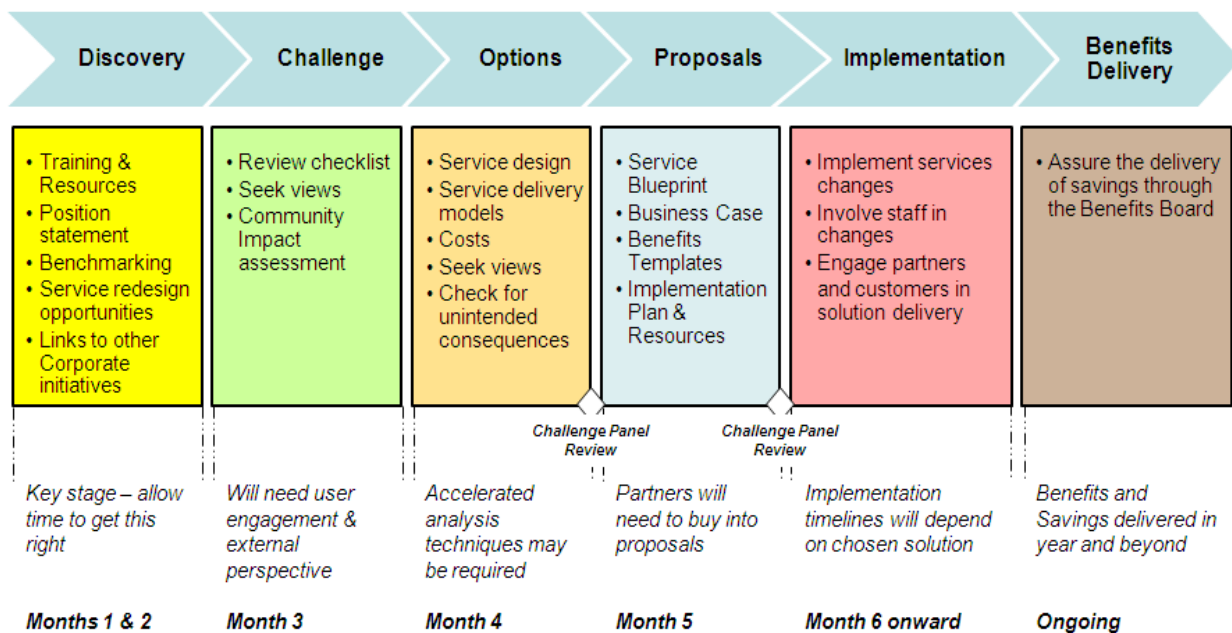 Discovery
Challenge
Options
Proposals
Implementation
Benefits
Delivery
• Training &
Resources
• Position
statement
• Benchmarking
• Service redesign
opportunities
• Links to other
Corporate
initiatives
• Review checklist
• Seek views
• Community
Impact
assessment
• Service design
• Service delivery
models
• Costs
• Seek views
• Check for
unintended
consequences
• Service
Blueprint
• Business Case
• Benefits
Templates
• Implementation
Plan &
Resources
• Implement services
changes
• Involve staff in
changes
• Engage partners
and customers in
solution delivery
• Assure the delivery
of savings through
the Benefits Board
Challenge Panel
Review
Challenge Panel
Review
Key stage – allow
time to get this
right
Will need user
engagement &
external
perspective
Accelerated
analysis
techniques may
be required
Partners will
need to buy into
proposals
Implementation
timelines will depend
on chosen solution
Benefits and
Savings delivered in
year and beyond
Months 1 & 2
Month 3
Month 4
Month 5
Month 6 onward
Ongoing